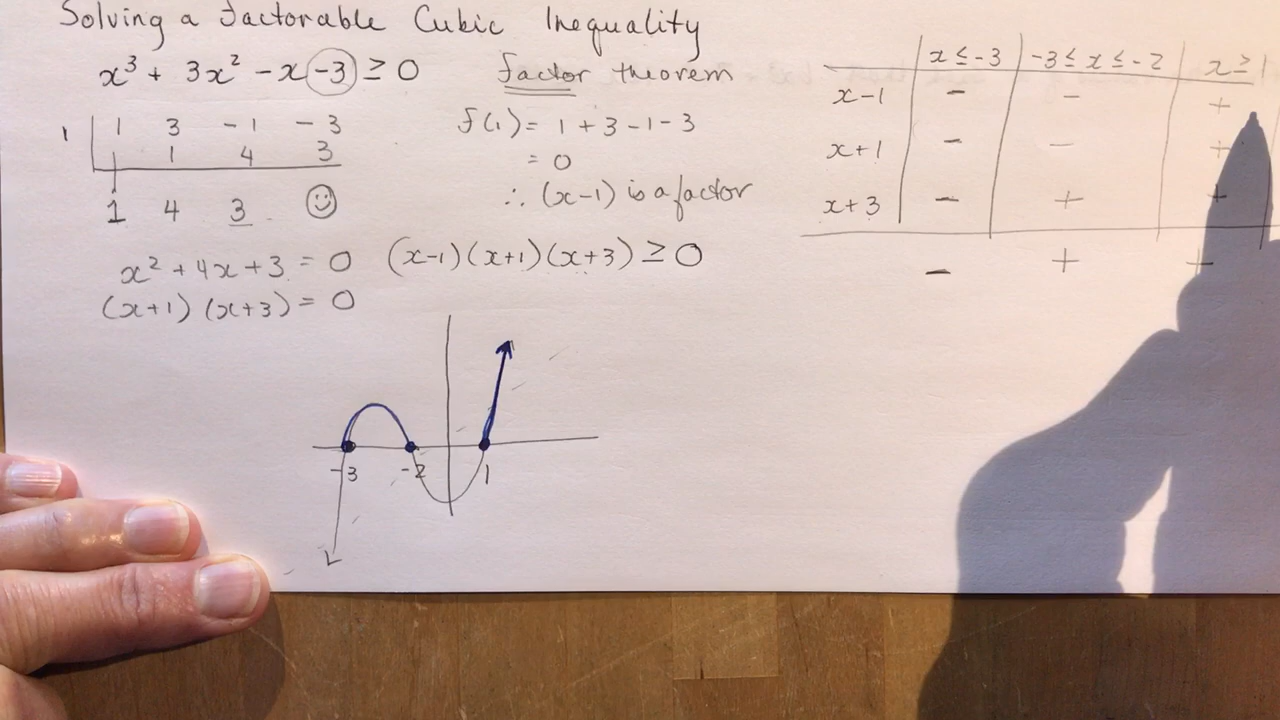 Solving a factorable Cubic Inequality
x³ + 3x² - x - 3 ≥ 0
1 | 1 3 -1 -3
1 4 3
1 4 3
x² + 4x + 3 = 0
(x+1) (x+3) = 0
factor theorem
f(1) = 1 + 3 - 1 - 3
= 0
∴ (x-1) is a factor
(x-1)(x+1)(x+3) ≥ 0
-3 -2 1
x ≤ -3 -3 ≤ x ≤ -2 x ≥ 1
x-1 - - +
x+1 - - +
x+3 - + +
- + +